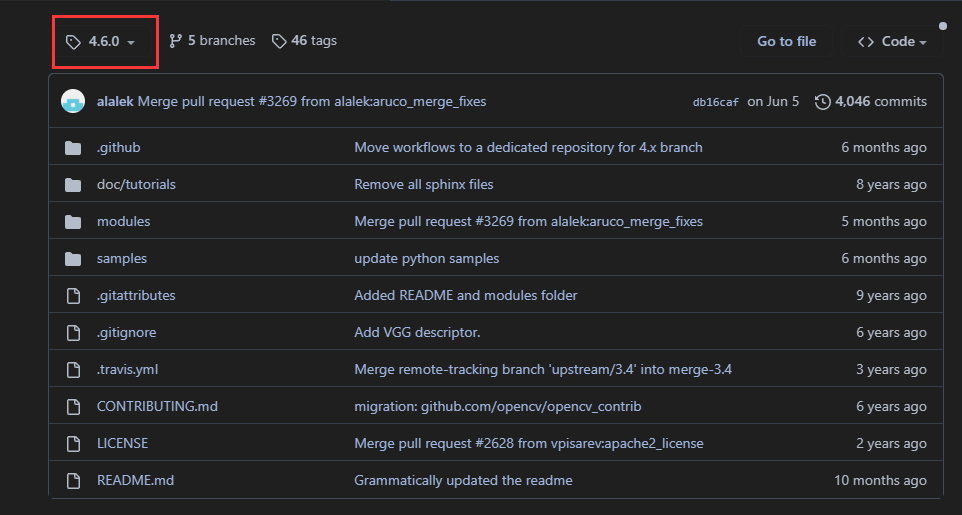 4.6.0 5 branches 46 tags Go to file Code
alalek Merge pull request #3269 from alalek:aruco_merge_fixes db16caf on Jun 5 4,046 commits
.github Move workflows to a dedicated repository for 4.x branch 6 months ago
doc/tutorials Remove all sphinx files 8 years ago
modules Merge pull request #3269 from alalek:aruco_merge_fixes 5 months ago
samples update python samples 6 months ago
.gitattributes Added README and modules folder 9 years ago
.gitignore Add VGG descriptor. 6 years ago
.travis.yml Merge remote-tracking branch 'upstream/3.4' into merge-3.4 3 years ago
CONTRIBUTING.md migration: github.com/opencv/opencv_contrib 6 years ago
LICENSE Merge pull request #2628 from vpisarev:apache2_license 2 years ago
README.md Grammatically updated the readme 10 months ago